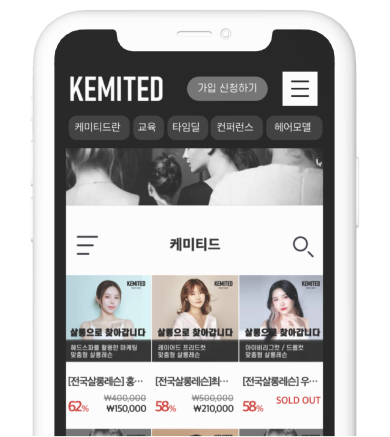 KEMITED
가입 신청하기
케미티드란
교육
타임딜
컨퍼런스
헤어모델
케미티드
KEMITED
살롱으로 찾아갑니다
헤드스파를 활용한 마케팅
맞춤형 살롱레슨
KEMITED
살롱으로 찾아갑니다
레이어드 프리드컷
맞춤형 살롱레슨
KEMITED
살롱으로 찾아갑니다
아이비리그컷 / 드롭컷
맞춤형 살롱레슨
[전국살롱레슨] 홍…
62%
₩400,000
₩150,000
[전국살롱레슨]최…
58%
₩500,000
₩210,000
[전국살롱레슨] 우…
58%
SOLD OUT